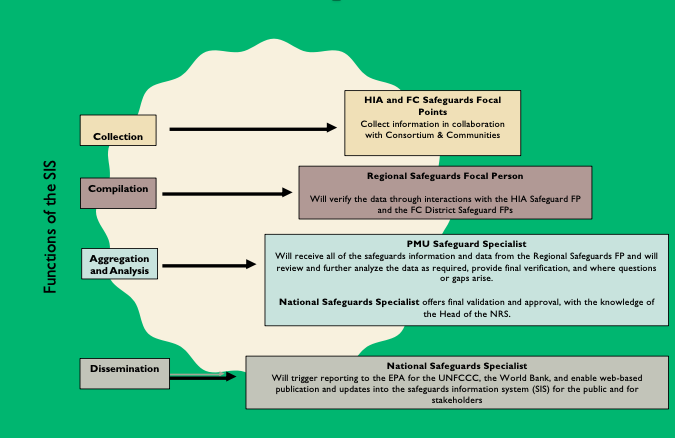 Functions of the SIS
Collection
HIA and FC Safeguards Focal
Points
Collect information in collaboration
with Consortium & Communities
Compilation
Regional Safeguards Focal Person
Will verify the data through interactions with the HIA Safeguard FP
and the FC District Safeguard FPs
Aggregation
and Analysis
PMU Safeguard Specialist
Will receive all of the safeguards information and data from the Regional Safeguards FP and will
review and further analyze the data as required, provide final verification, and where questions
or gaps arise.
National Safeguards Specialist offers final validation and approval, with the knowledge of
the Head of the NRS.
Dissemination
National Safeguards Specialist
Will trigger reporting to the EPA for the UNFCCC, the World Bank, and enable web-based
publication and updates into the safeguards information system (SIS) for the public and for
stakeholders